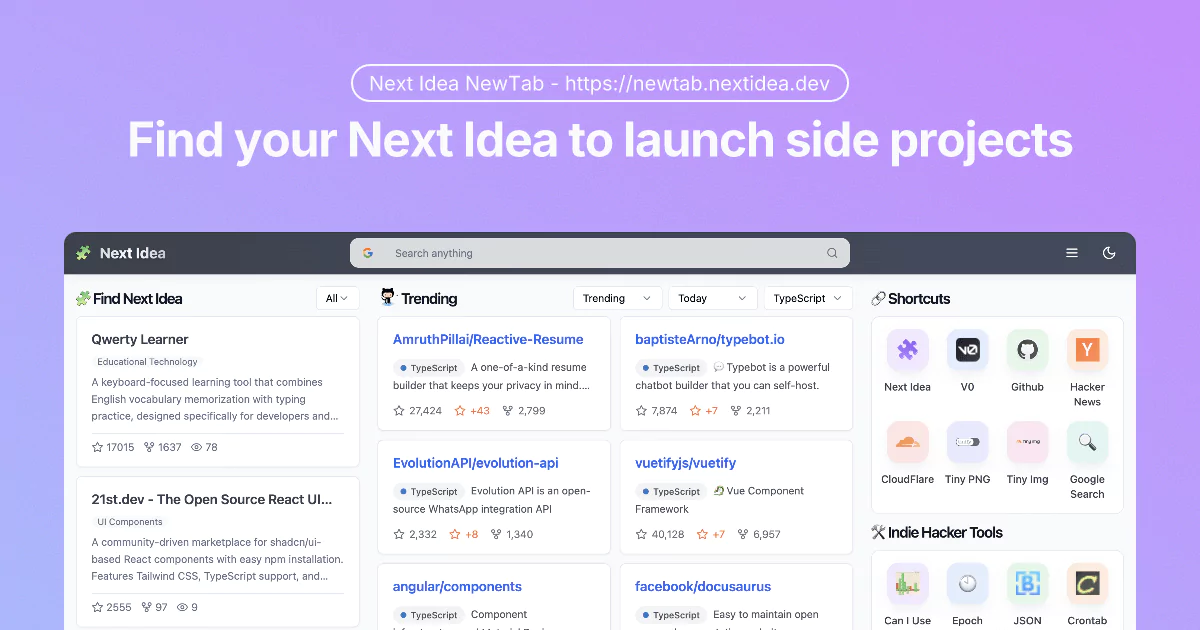 Next Idea NewTab - https://newtab.nextidea.dev
Find your Next Idea to launch side projects
Next Idea
Search anything
Find Next Idea
All
Qwerty Learner
Educational Technology
A keyboard-focused learning tool that combines
English vocabulary memorization with typing
practice, designed specifically for developers and...
17015 1637 78
21st.dev - The Open Source React UI...
UI Components
A community-driven marketplace for shadcn/ui-
based React components with easy npm installation.
Features Tailwind CSS, TypeScript support, and...
2555 97 9
Trending
Trending
Today
TypeScript
AmruthPillai/Reactive-Resume
TypeScript A one-of-a-kind resume
builder that keeps your privacy in mind....
27,424 +43 2,799
baptisteArno/typebot.io
TypeScript Typebot is a powerful
chatbot builder that you can self-host.
7,874 +7 2,211
EvolutionAPI/evolution-api
TypeScript Evolution API is an open-
source WhatsApp integration API
2,332 +8 1,340
vuetifyjs/vuetify
TypeScript Vue Component
Framework
40,128 +7 6,957
angular/components
TypeScript Component
facebook/docusaurus
TypeScript Easy to maintain open
Shortcuts
Next Idea
V0
Github
Hacker
News
CloudFlare
Tiny PNG
Tiny Img
Google
Search
Indie Hacker Tools
Can I Use
Epoch
JSON
Crontab